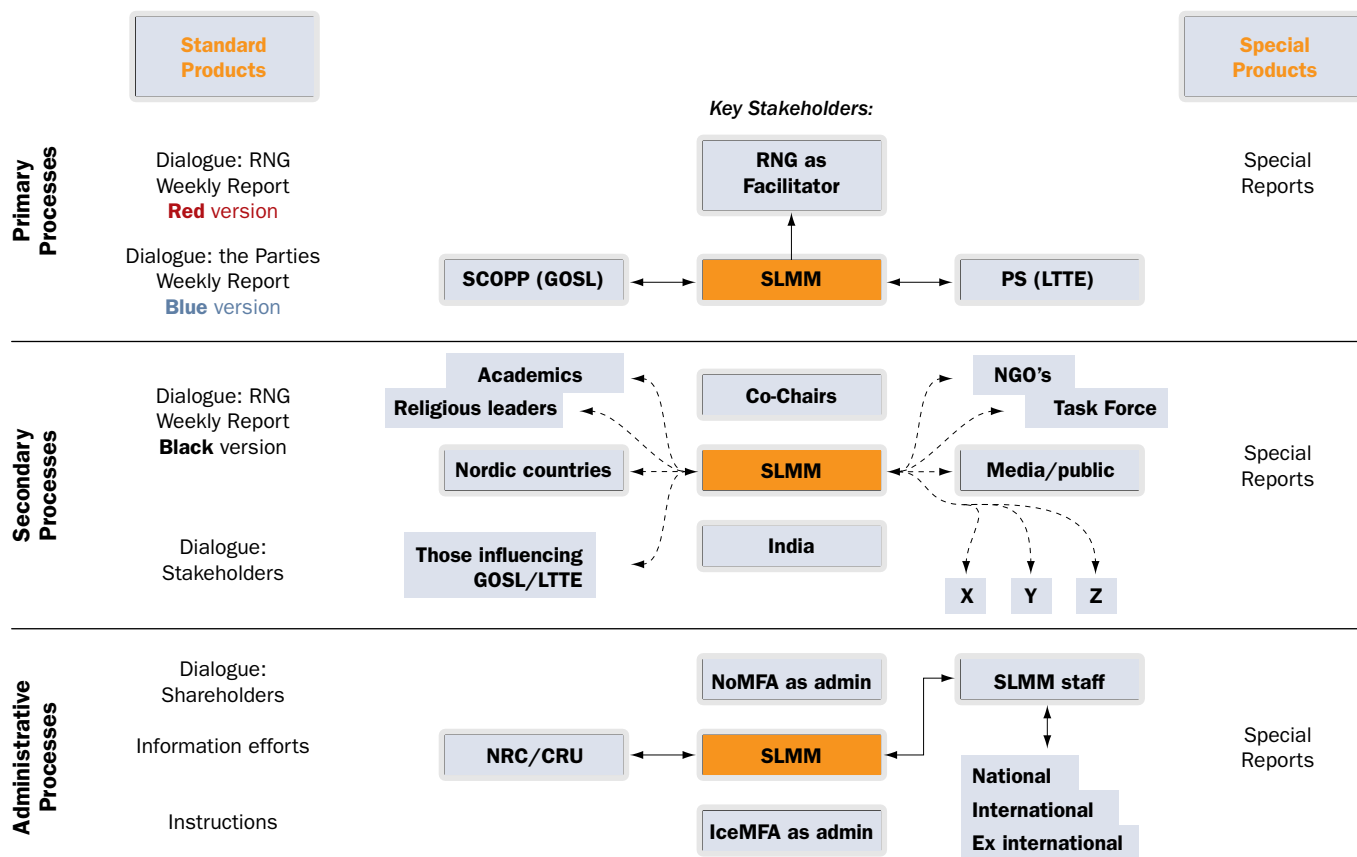 Standard
Products
Special
Products
Key Stakeholders:
Primary
Processes
Dialogue: RNG
Weekly Report
Red version
RNG as
Facilitator
Special
Reports
Dialogue: the Parties
Weekly Report
Blue version
SCOPP (GOSL)
SLMM
PS (LTTE)
Secondary
Processes
Dialogue: RNG
Weekly Report
Black version
Academics
Religious leaders
Co-Chairs
NGO's
Task Force
Nordic countries
SLMM
Media/public
Special
Reports
Dialogue:
Stakeholders
Those influencing
GOSL/LTTE
India
X
Y
Z
Administrative
Processes
Dialogue:
Shareholders
NoMFA as admin
SLMM staff
Information efforts
NRC/CRU
SLMM
Special
Reports
Instructions
IceMFA as admin
National
International
Ex international